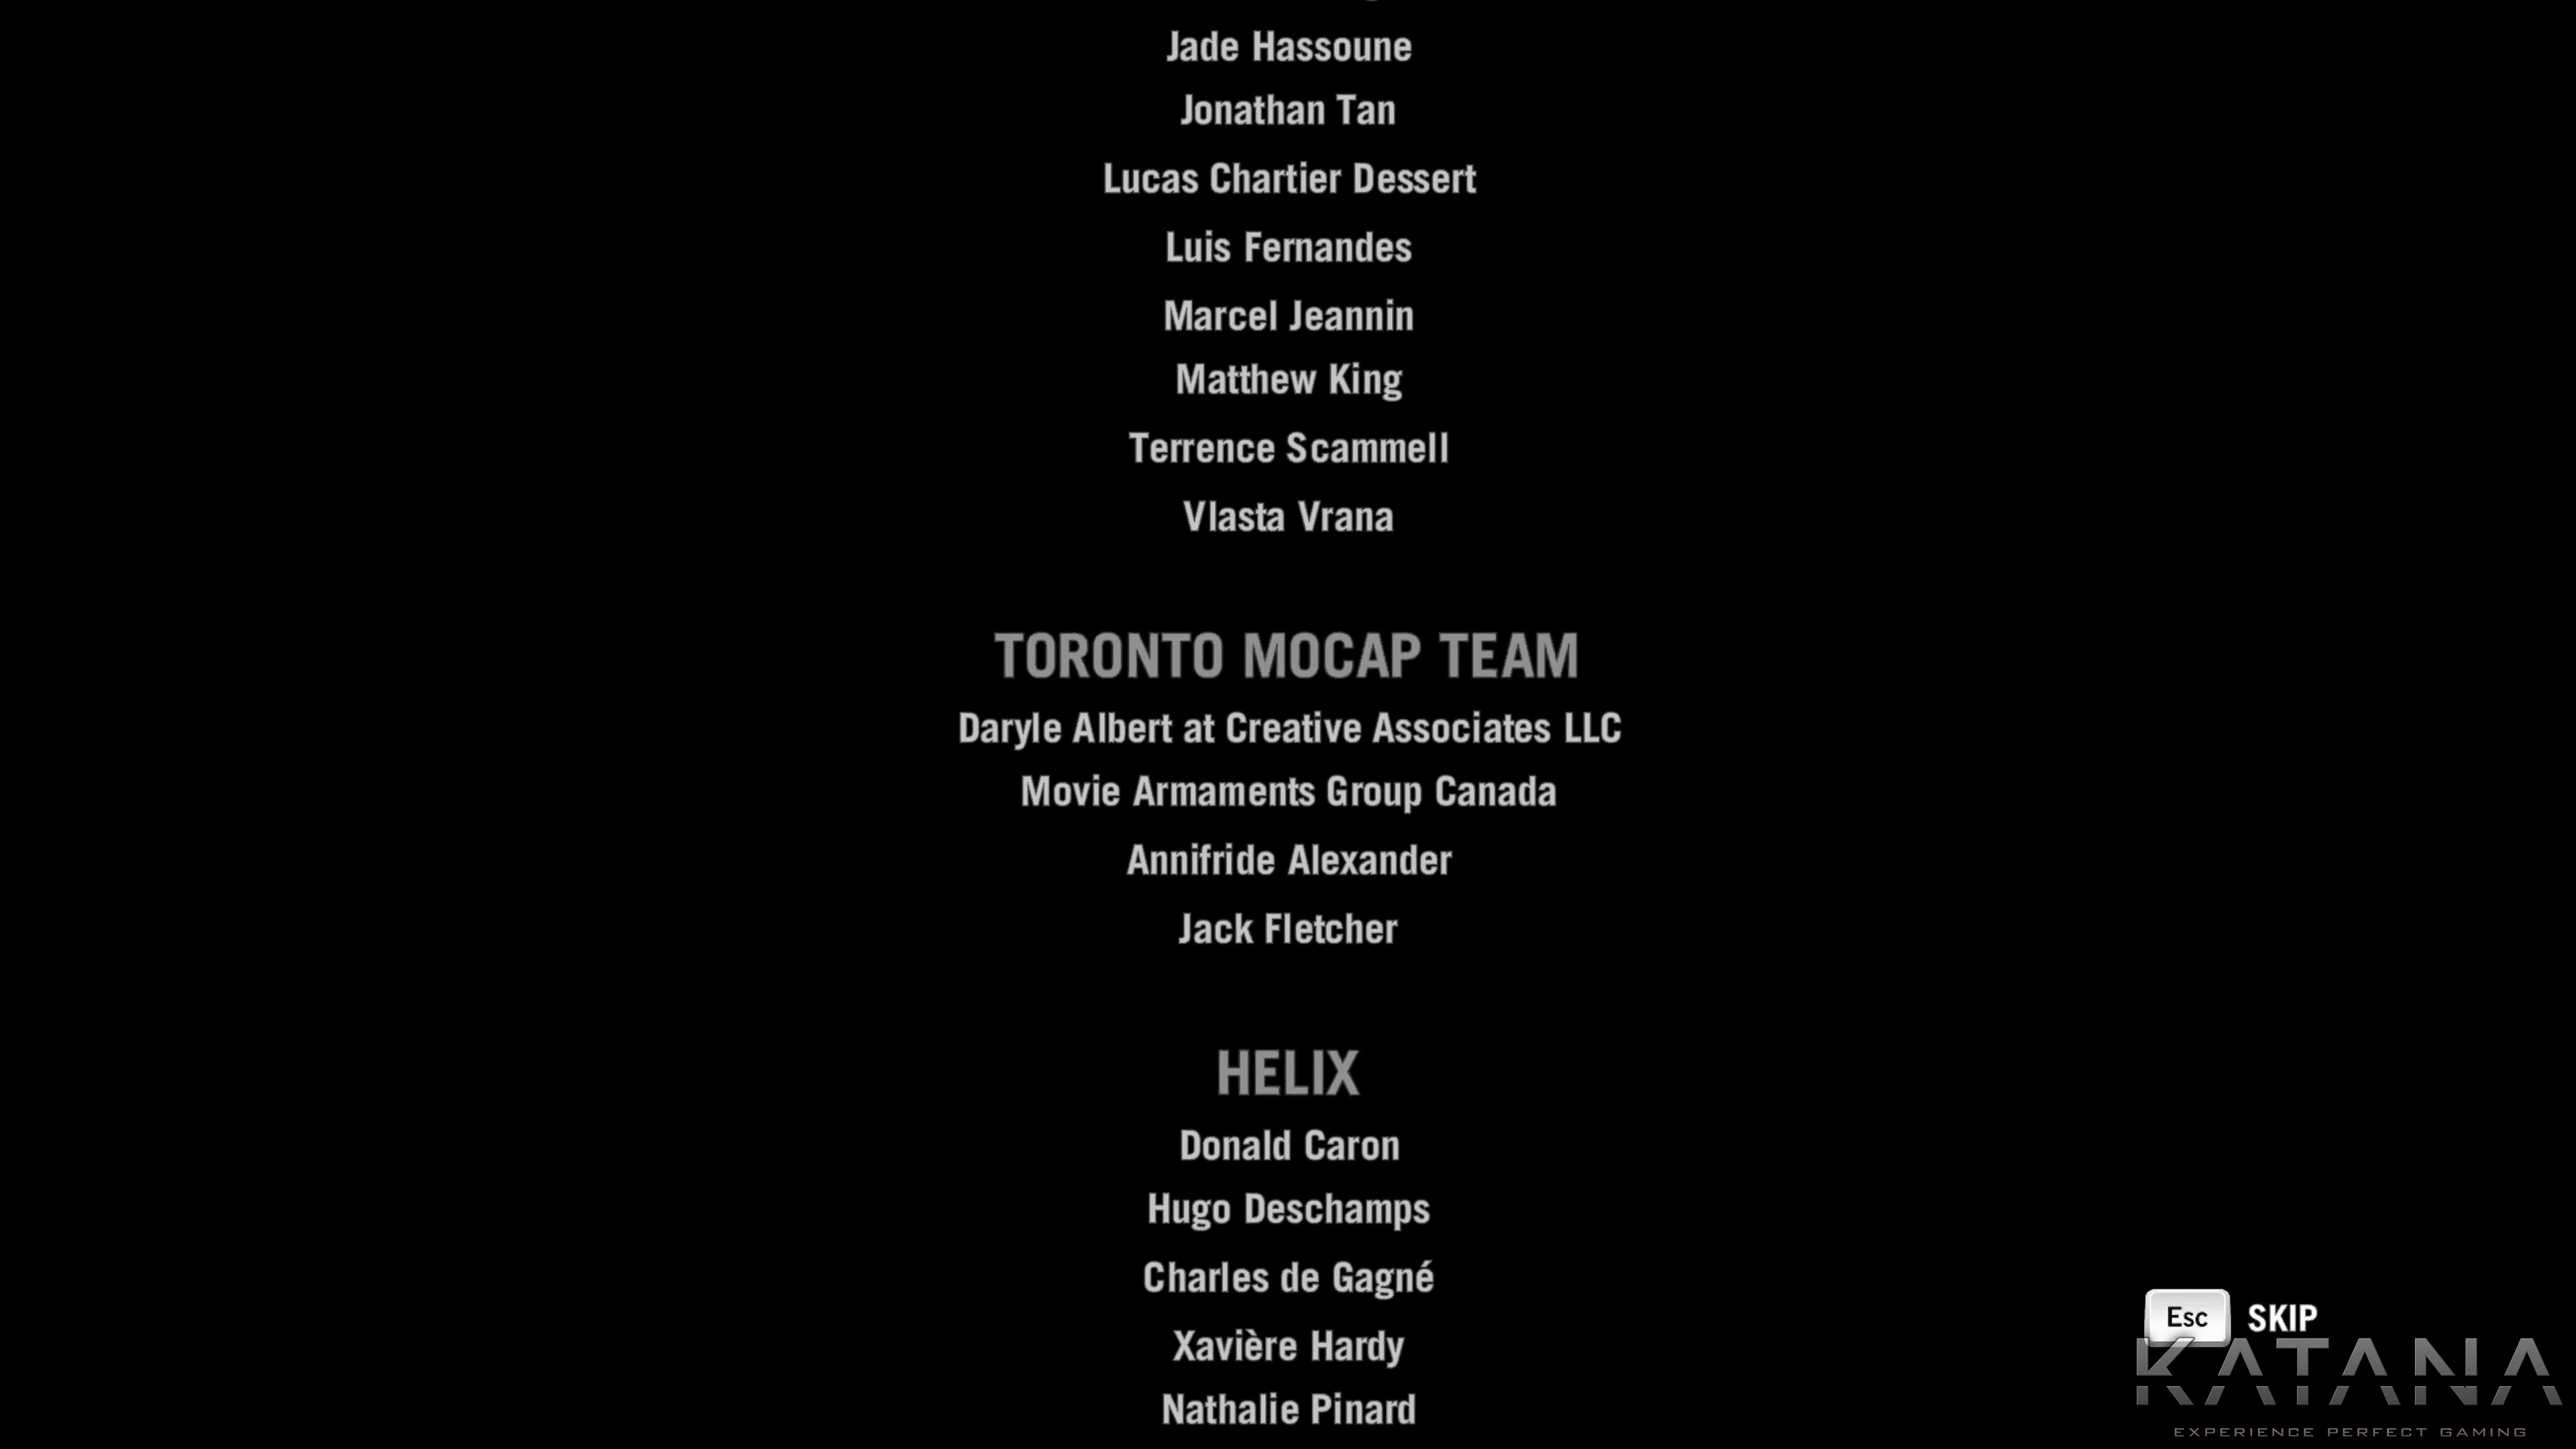 Jade Hassoune
Jonathan Tan
Lucas Chartier Dessert
Luis Fernandes
Marcel Jeannin
Matthew King
Terrence Scammell
Vlasta Vrana
TORONTO MOCAP TEAM
Daryle Albert at Creative Associates LLC
Movie Armaments Group Canada
Annifride Alexander
Jack Fletcher
HELIX
Donald Caron
Hugo Deschamps
Charles de Gagné
Xavière Hardy
Nathalie Pinard
Esc SKIP
KATANA
EXPERIENCE PERFECT GAMING